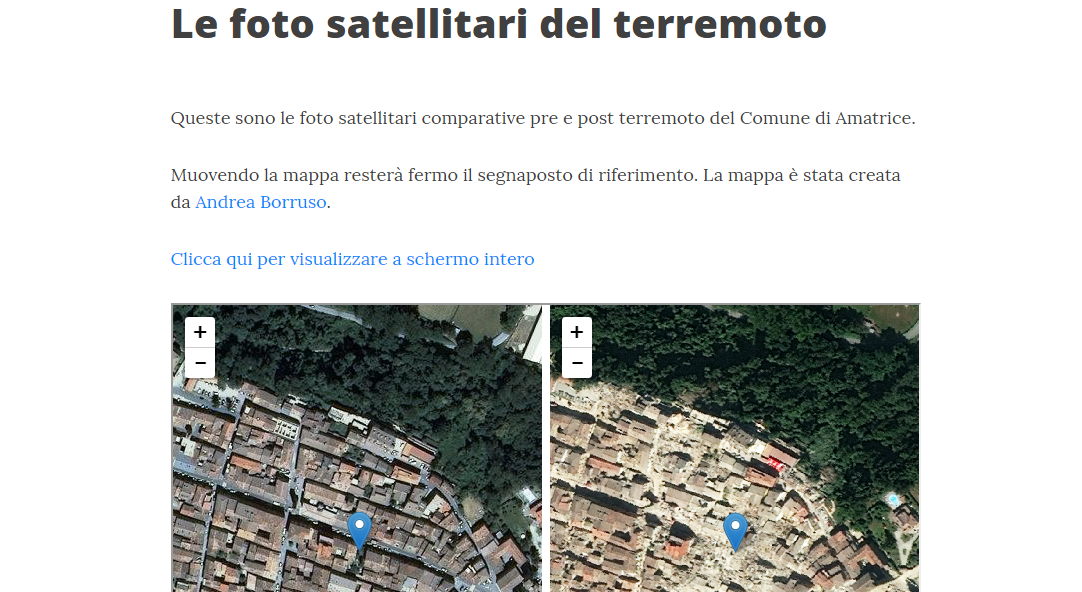 Le foto satellitari del terremoto
Queste sono le foto satellitari comparative pre e post terremoto del Comune di Amatrice.
Muovendo la mappa resterà fermo il segnaposto di riferimento. La mappa è stata creata
da Andrea Borruso.
Clicca qui per visualizzare a schermo intero
+
−
+
−